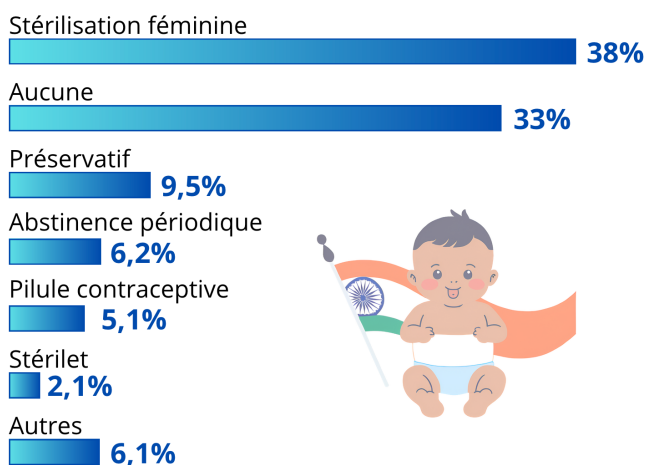 Stérilisation féminine
38%
Aucune
33%
Préservatif
9,5%
Abstinence périodique
6,2%
Pilule contraceptive
5,1%
Stérilet
2,1%
Autres
6,1%